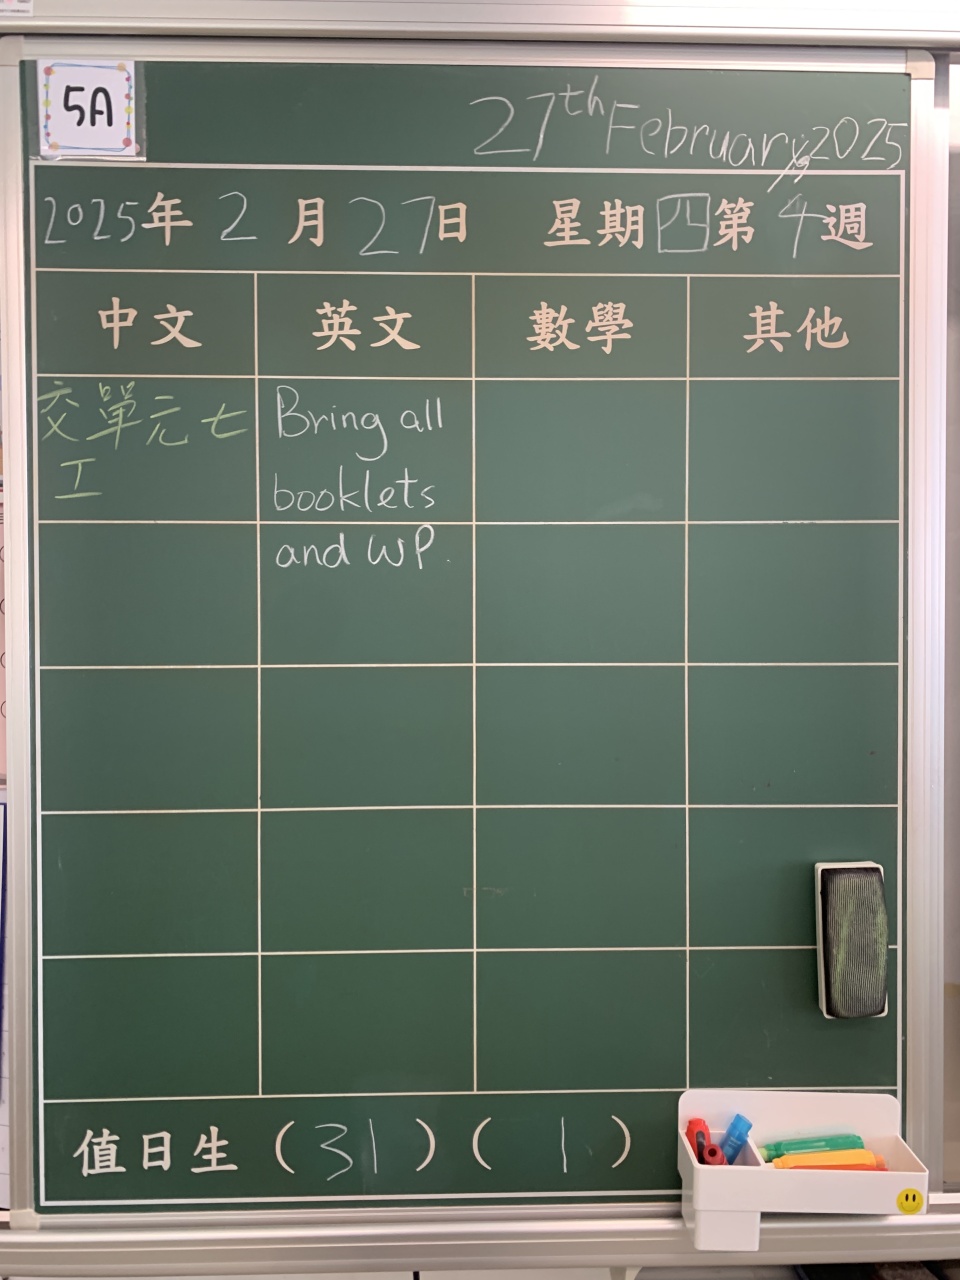 5A
27th February, 2025
2025年 2 月 27日 星期四第 4 週
中文 英文 數學 其他
交單元七
工
Bring all
booklets
and WP.
值日生 (31) (1)